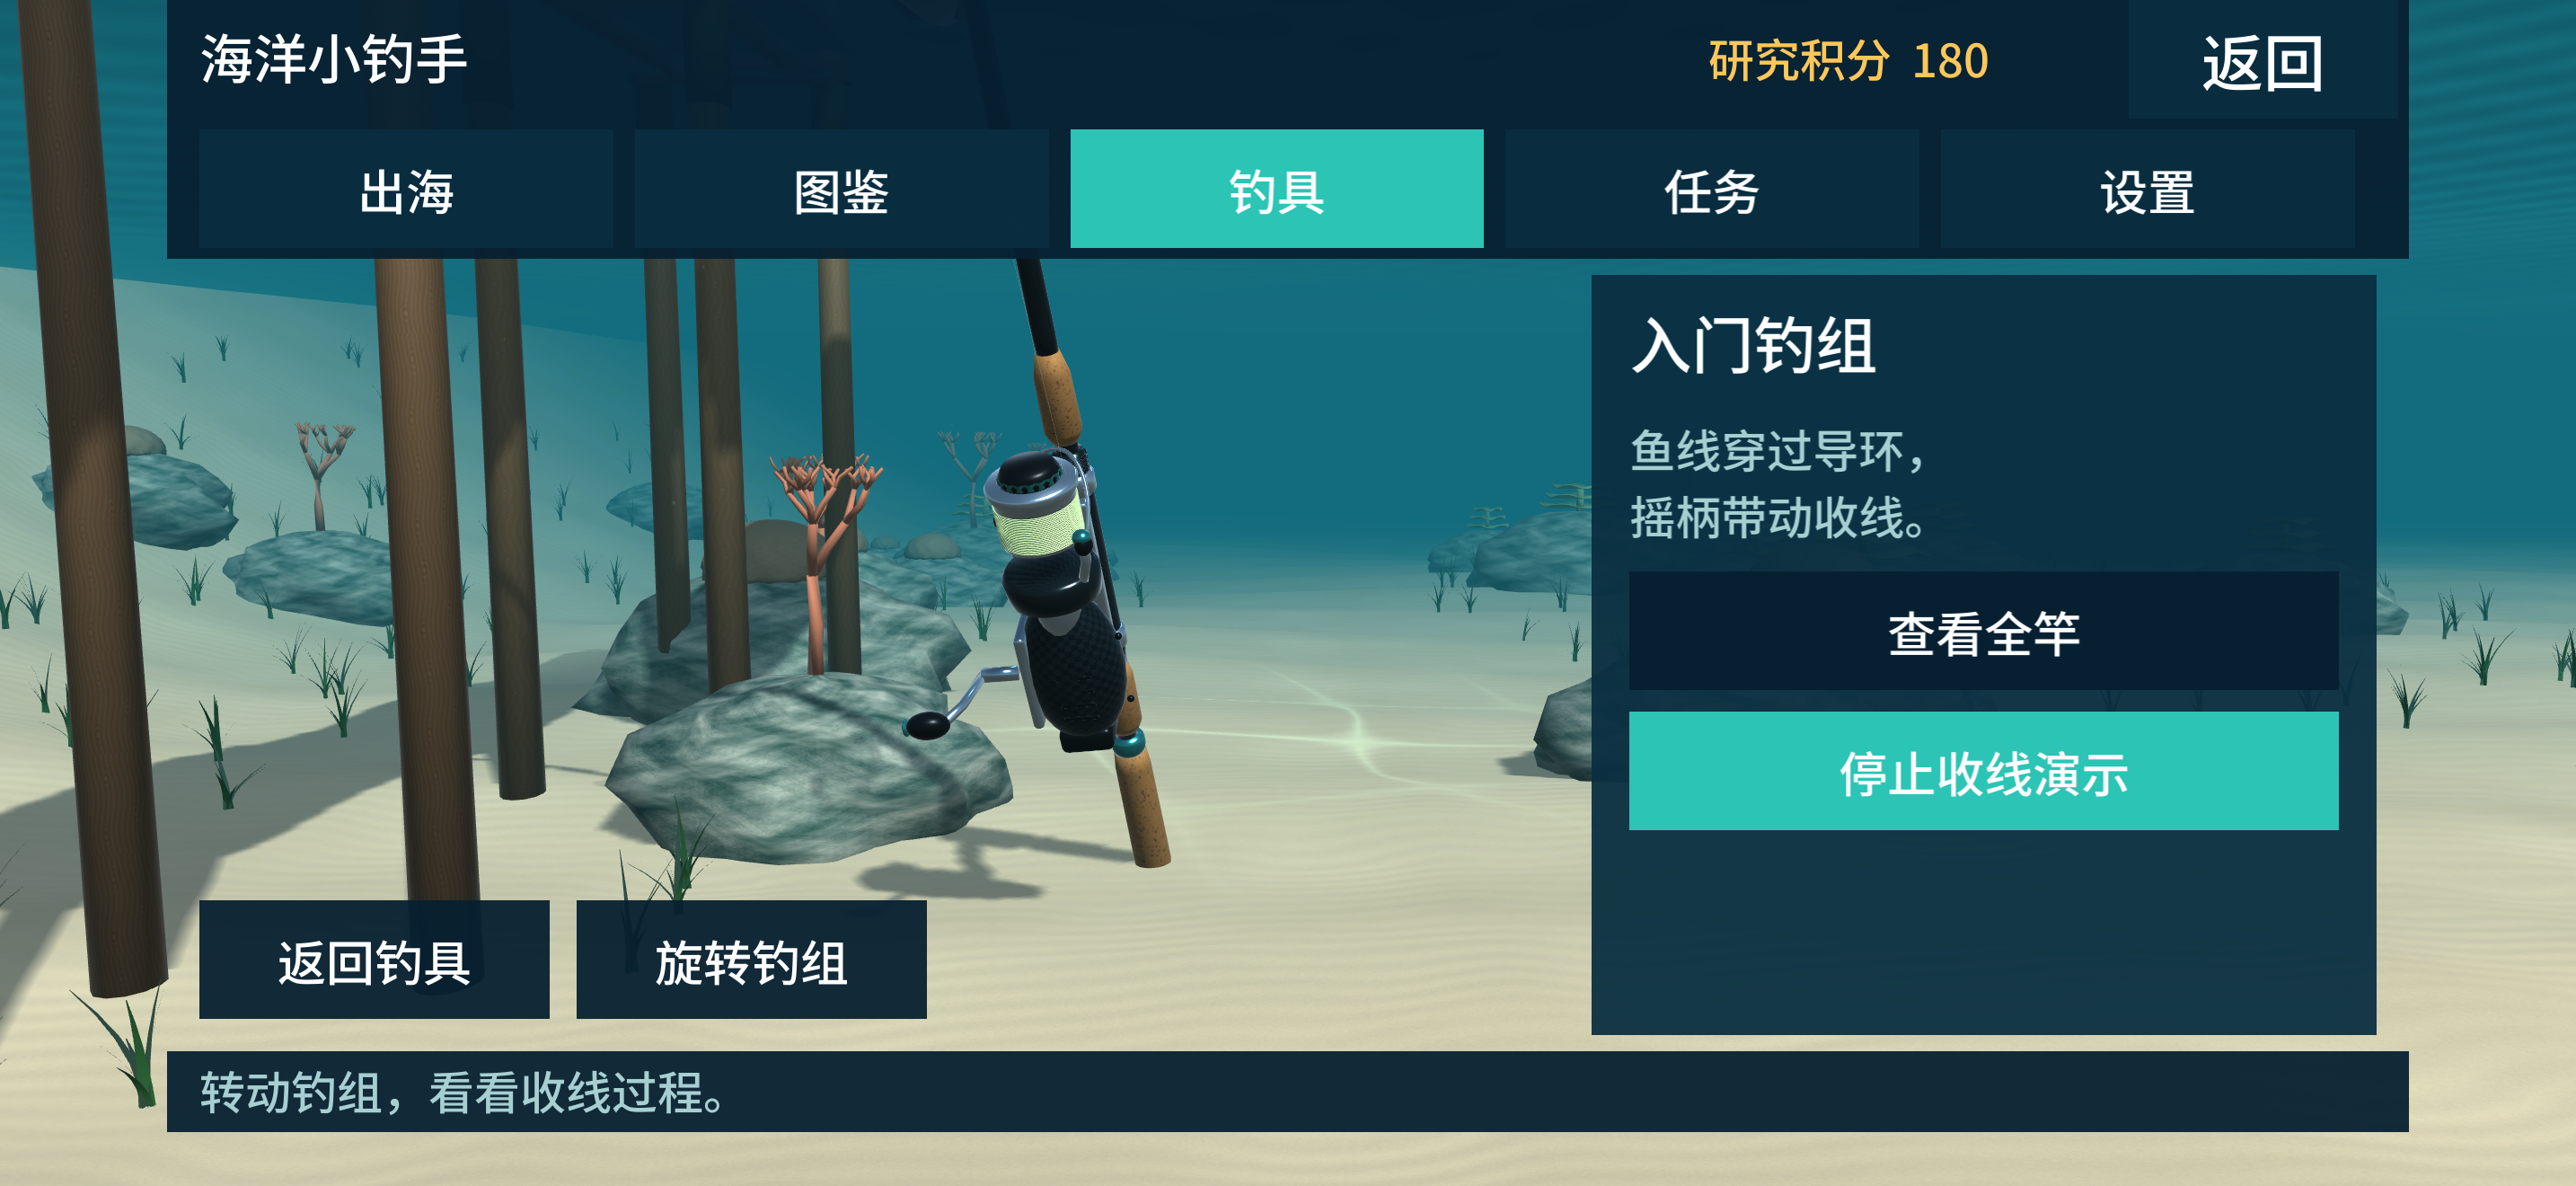 海洋小钓手
研究积分 180
返回
出海
图鉴
钓具
任务
设置
入门钓组
鱼线穿过导环，
摇柄带动收线。
查看全竿
停止收线演示
返回钓具
旋转钓组
转动钓组，看看收线过程。